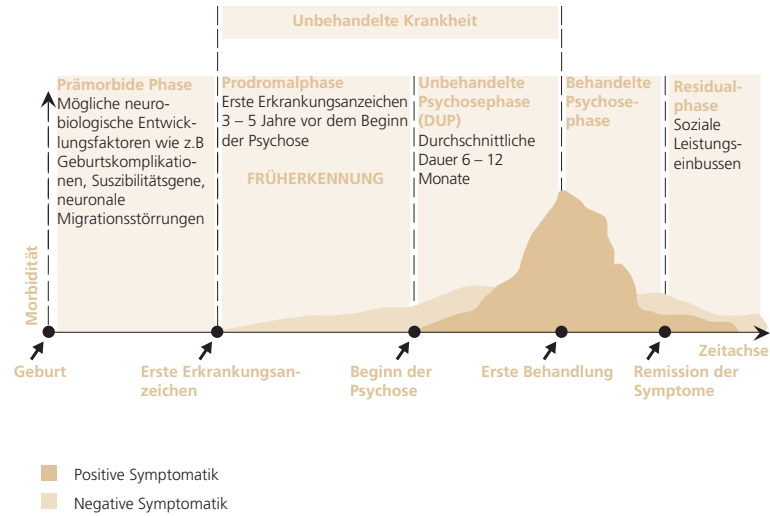 Unbehandelte Krankheit
Prämorbide Phase
Mögliche neuro-
biologische Entwick-
lungsfaktoren wie z.B
Geburtskomplikatio-
nen, Suszibilitätsgene,
neuronale
Migrationsstörrungen
Prodromalphase
Erste Erkrankungsanzeichen
3 – 5 Jahre vor dem Beginn
der Psychose
FRÜHERKENNUNG
Unbehandelte
Psychosephase
(DUP)
Durchschnittliche
Dauer 6 – 12
Monate
Behandelte
Psychose-
phase
Residual-
phase
Soziale
Leistungs-
einbussen
Morbidität
Zeitachse
Geburt
Erste Erkrankungsan-
zeichen
Beginn der
Psychose
Erste Behandlung
Remission der
Symptome
Positive Symptomatik
Negative Symptomatik